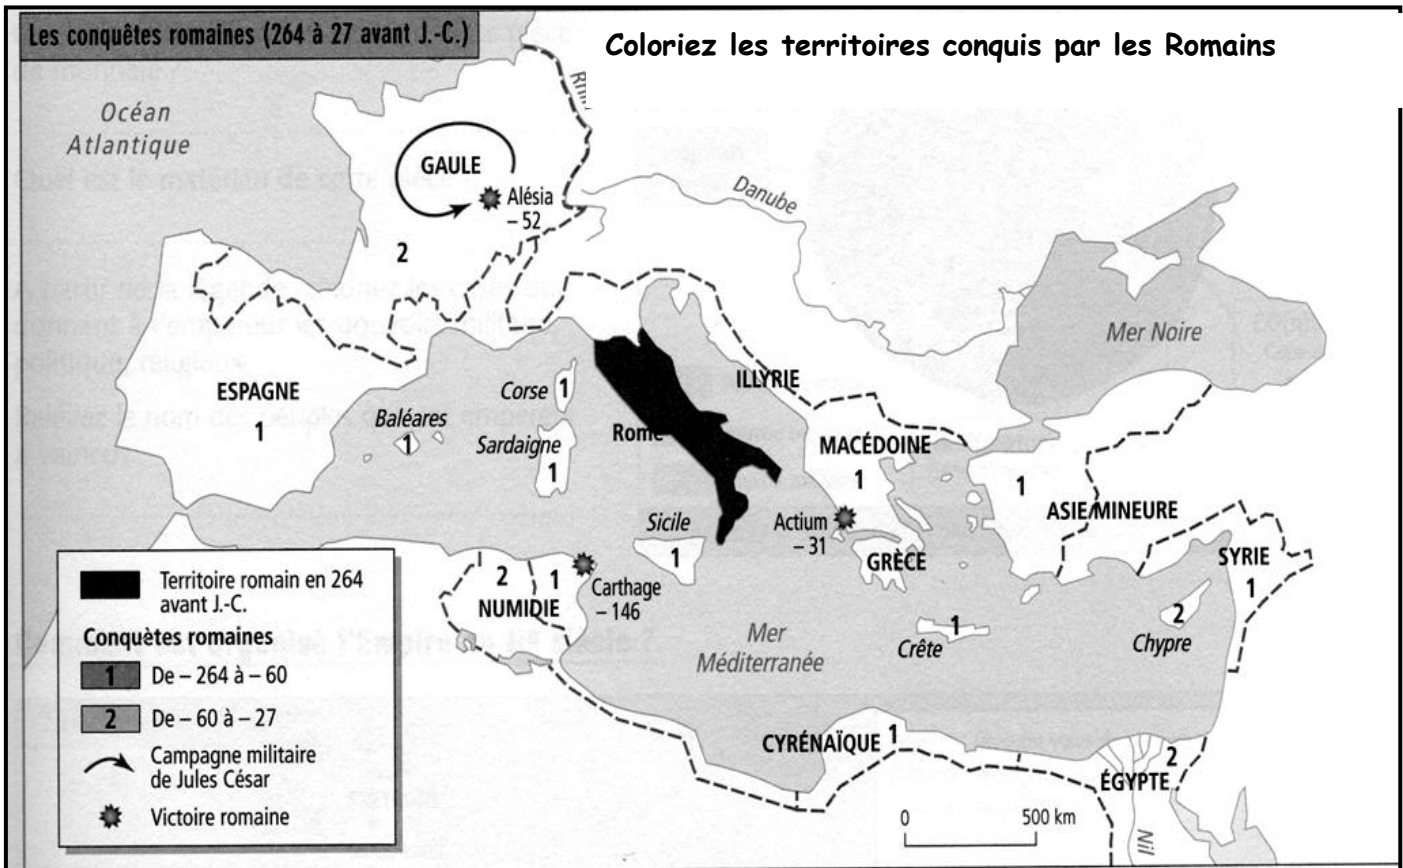 Les conquêtes romaines (264 à 27 avant J.-C.)
Coloriez les territoires conquis par les Romains
Océan
Atlantique
GAULE
Alésia
– 52
2
Danube
Mer Noire
ESPAGNE
1
Baléares
1
Corse
1
Sardaigne
1
Rome
ILLYRIE
MACÉDOINE
1
1
ASIE MINEURE
Sicile
1
Actium
– 31
GRÈCE
SYRIE
1
2
1
NUMIDIE
Carthage
– 146
Mer
Méditerranée
1
Crête
2
Chypre
CYRÉNAÏQUE
1
2
ÉGYPTE
Nil
0
500 km
Territoire romain en 264
avant J.-C.
Conquètes romaines
1 De – 264 à – 60
2 De – 60 à – 27
Campagne militaire
de Jules César
Victoire romaine